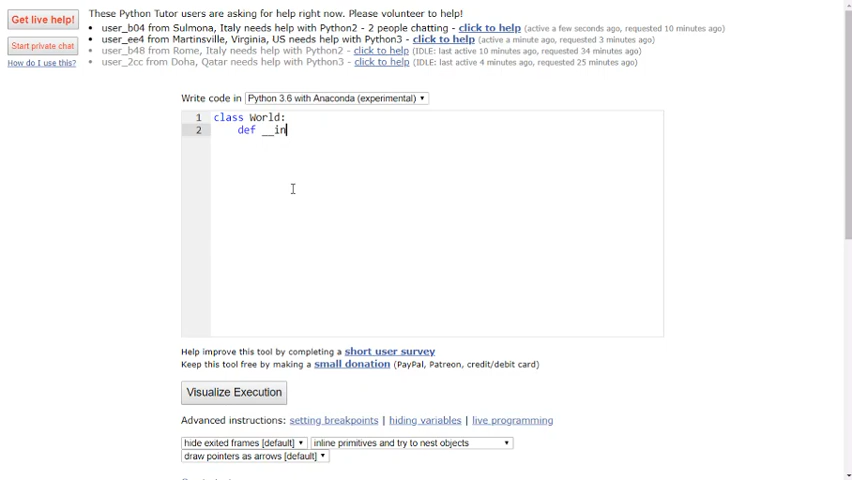 Get live help!
Start private chat
How do I use this?
These Python Tutor users are asking for help right now. Please volunteer to help!
• user_b04 from Sulmona, Italy needs help with Python2 - 2 people chatting - click to help (active a few seconds ago, requested 10 minutes ago)
• user_ee4 from Martinsville, Virginia, US needs help with Python3 - click to help (active a minute ago, requested 3 minutes ago)
• user_b48 from Rome, Italy needs help with Python2 - click to help (IDLE: last active 10 minutes ago, requested 34 minutes ago)
• user_2cc from Doha, Qatar needs help with Python3 - click to help (IDLE: last active 4 minutes ago, requested 25 minutes ago)
Write code in Python 3.6 with Anaconda (experimental)
1 class World:
2     def __in
Help improve this tool by completing a short user survey
Keep this tool free by making a small donation (PayPal, Patreon, credit/debit card)
Visualize Execution
Advanced instructions: setting breakpoints | hiding variables | live programming
hide exited frames [default] inline primitives and try to nest objects
draw pointers as arrows [default]